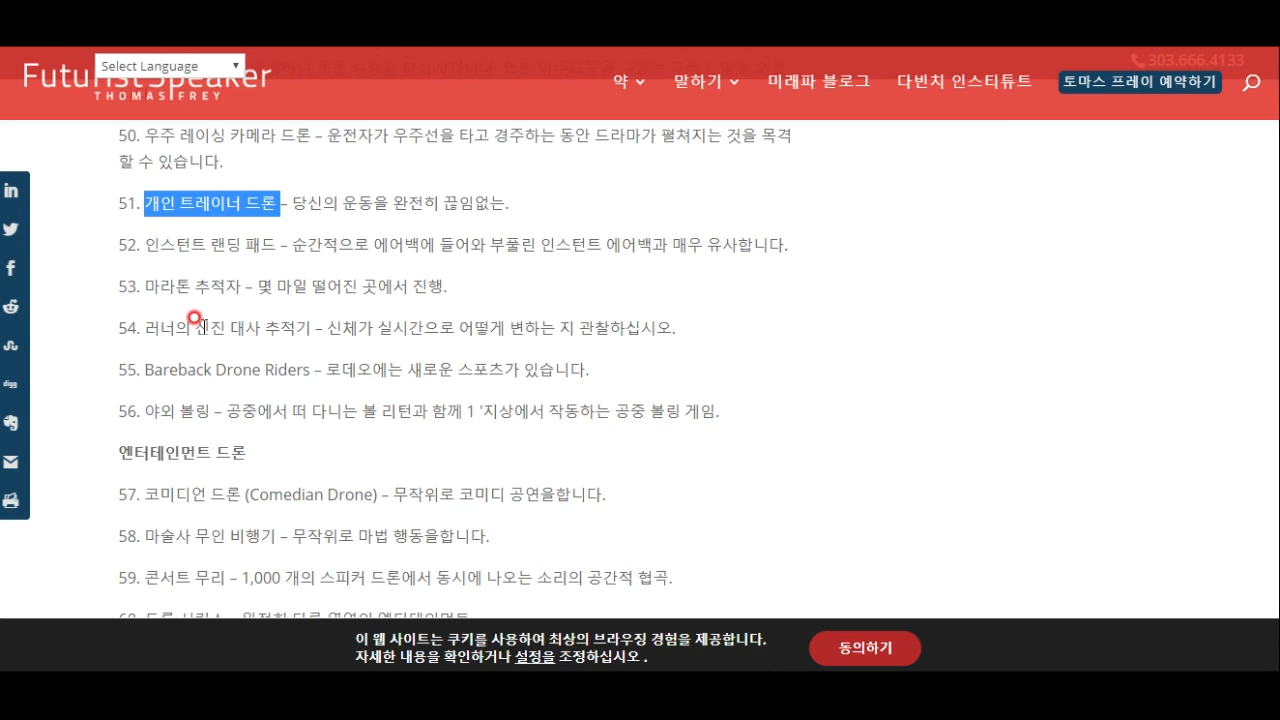 Select Language
Futurist Speaker
THOMAS FREY
303.666.4133
약
말하기
미래파 블로그
다빈치 인스티튜트
토마스 프레이 예약하기
50. 우주 레이싱 카메라 드론 – 운전자가 우주선을 타고 경주하는 동안 드라마가 펼쳐지는 것을 목격
할 수 있습니다.
51. 개인 트레이너 드론 – 당신의 운동을 완전히 끊임없는.
52. 인스턴트 랜딩 패드 – 순간적으로 에어백에 들어와 부풀린 인스턴트 에어백과 매우 유사합니다.
53. 마라톤 추적자 – 몇 마일 떨어진 곳에서 진행.
54. 러너의 신진 대사 추적기 – 신체가 실시간으로 어떻게 변하는 지 관찰하십시오.
55. Bareback Drone Riders – 로데오에는 새로운 스포츠가 있습니다.
56. 야외 볼링 – 공중에서 떠 다니는 볼 리턴과 함께 1 '지상에서 작동하는 공중 볼링 게임.
엔터테인먼트 드론
57. 코미디언 드론 (Comedian Drone) – 무작위로 코미디 공연을합니다.
58. 마술사 무인 비행기 – 무작위로 마법 행동을합니다.
59. 콘서트 무리 – 1,000 개의 스피커 드론에서 동시에 나오는 소리의 공간적 협곡.
in
digg
이 웹 사이트는 쿠키를 사용하여 최상의 브라우징 경험을 제공합니다.
자세한 내용을 확인하거나 설정을 조정하십시오 .
동의하기